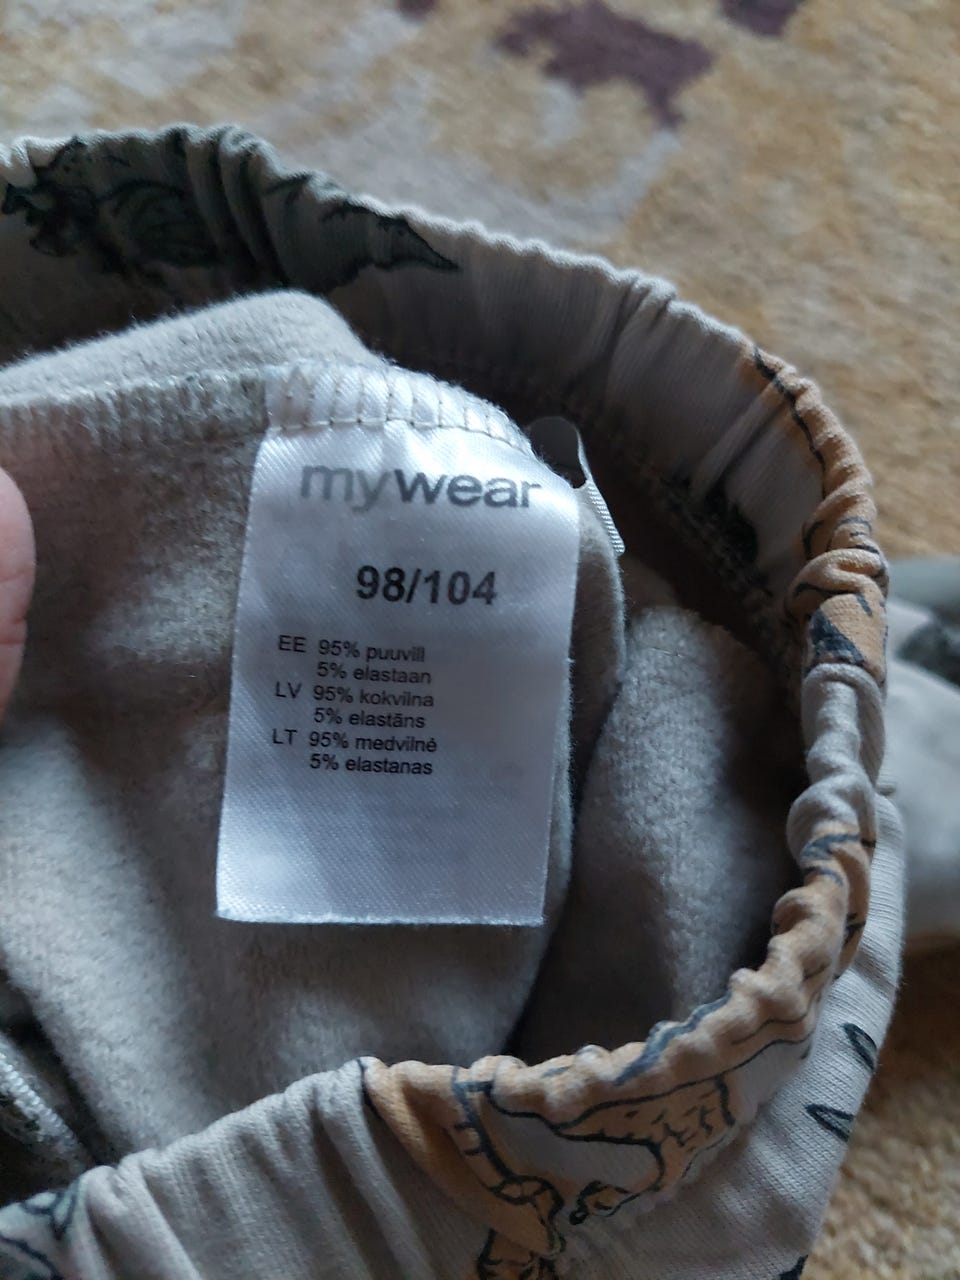 mywear
98/104
EE 95% puuvill
5% elastaan
LV 95% kokvilna
5% elastāns
LT 95% medvilnė
5% elastanas